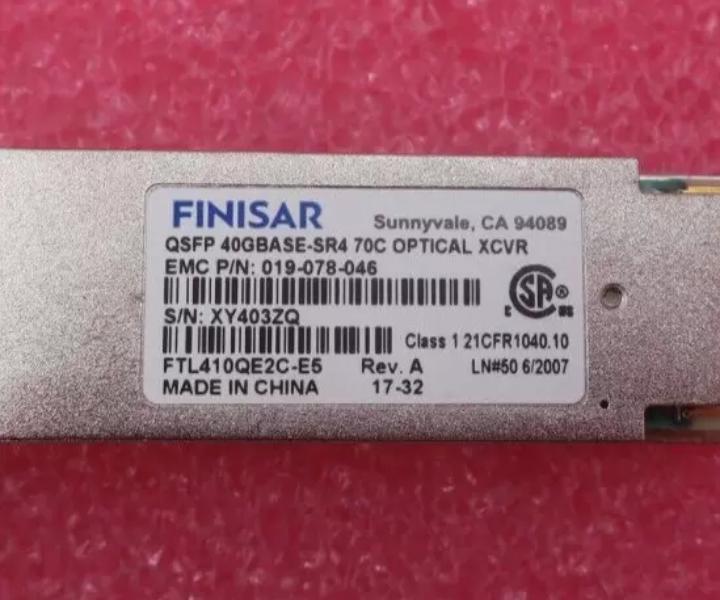 FINISAR Sunnyvale, CA 94089
QSFP 40GBASE-SR4 70C OPTICAL XCVR
EMC P/N: 019-078-046
SA®
S/N: XY403ZQ
Class 1 21CFR1040.10
FTL410QE2C-E5 Rev. A LN#50 6/2007
MADE IN CHINA 17-32